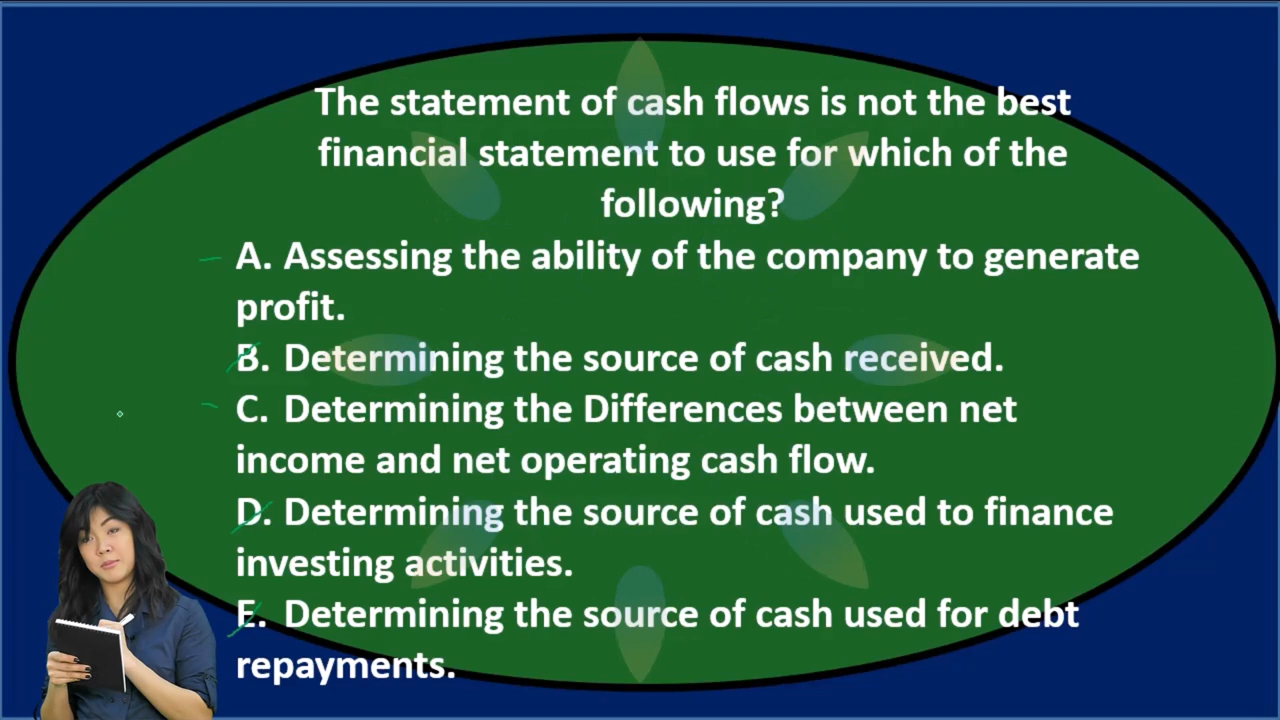 The statement of cash flows is not the best
financial statement to use for which of the
following?
A. Assessing the ability of the company to generate
profit.
B. Determining the source of cash received.
C. Determining the Differences between net
income and net operating cash flow.
D. Determining the source of cash used to finance
investing activities.
E. Determining the source of cash used for debt
repayments.